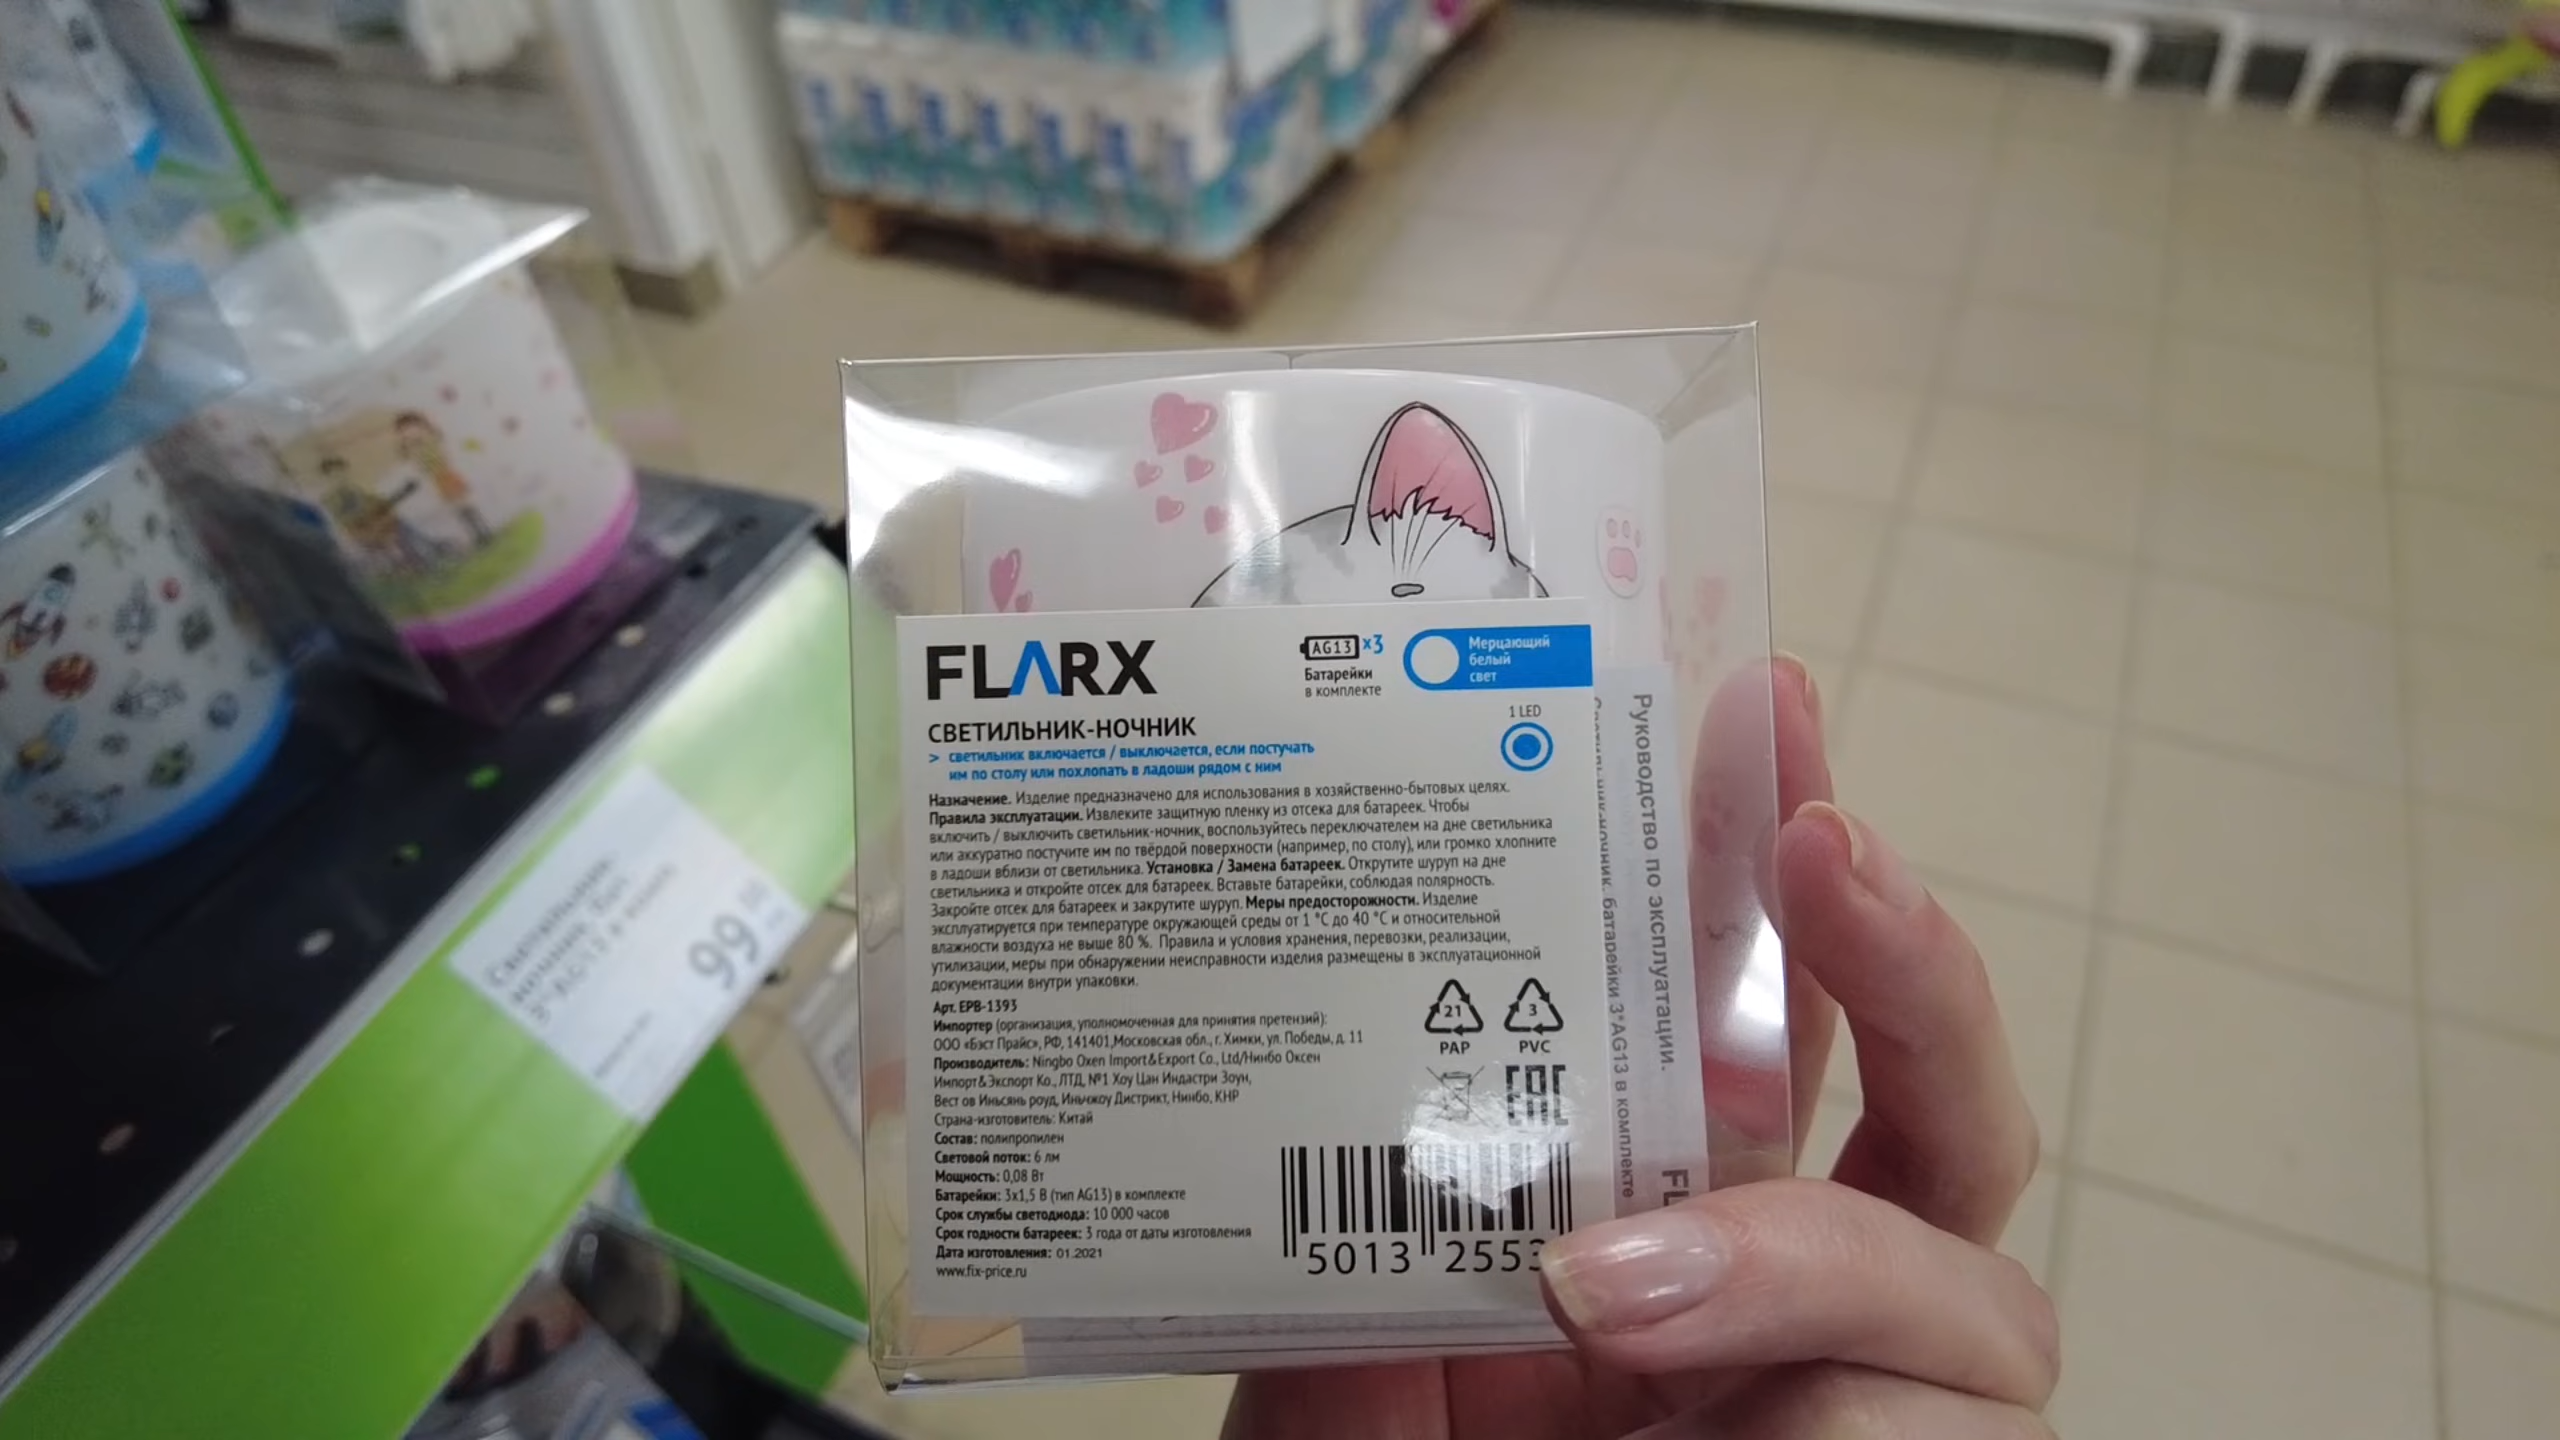 FLARX
AG13 x3
Батарейки
в комплекте
Мерцающий
белый
свет
СВЕТИЛЬНИК-НОЧНИК
1 LED
> светильник включается / выключается, если постучать
им по столу или похлопать в ладоши рядом с ним
Назначение. Изделие предназначено для использования в хозяйственно-бытовых целях.
Правила эксплуатации. Извлеките защитную пленку из отсека для батареек. Чтобы
включить / выключить светильник-ночник, воспользуйтесь переключателем на дне светильника
или аккуратно постучите им по твёрдой поверхности (например, по столу), или громко хлопните
в ладоши вблизи от светильника. Установка / Замена батареек. Открутите шуруп на дне
светильника и откройте отсек для батареек. Вставьте батарейки, соблюдая полярность.
Закройте отсек для батареек и закрутите шуруп. Меры предосторожности. Изделие
эксплуатируется при температуре окружающей среды от 1 °С до 40 °С и относительной
влажности воздуха не выше 80 %. Правила и условия хранения, перевозки, реализации,
утилизации, меры при обнаружении неисправности изделия размещены в эксплуатационной
документации внутри упаковки.
Арт. EPB-1393
Импортер (организация, уполномоченная для принятия претензий):
ООО «Бэст Прайс», РФ, 141401, Московская обл., г. Химки, ул. Победы, д. 11
Производитель: Ningbo Oxen Import&Export Co., Ltd/Нинбо Оксен
Импорт&Экспорт Ко., ЛТД, №1 Хоу Цан Индастри Зоун,
Вест ов Иньсянь роуд, Иньчжоу Дистрикт, Нинбо, КНР
Страна-изготовитель: Китай
Состав: полипропилен
Световой поток: 6 лм
Мощность: 0,08 Вт
Батарейки: 3х1,5 В (тип AG13) в комплекте
Срок службы светодиода: 10 000 часов
Срок годности батареек: 3 года от даты изготовления
Дата изготовления: 01.2021
www.fix-price.ru
21
PAP
3
PVC
EAC
5013 2553
Руководство по эксплуатации.
Светильник-ночник. батарейки 3*AG13 в комплекте
FL
Светильник-
ночник,
99